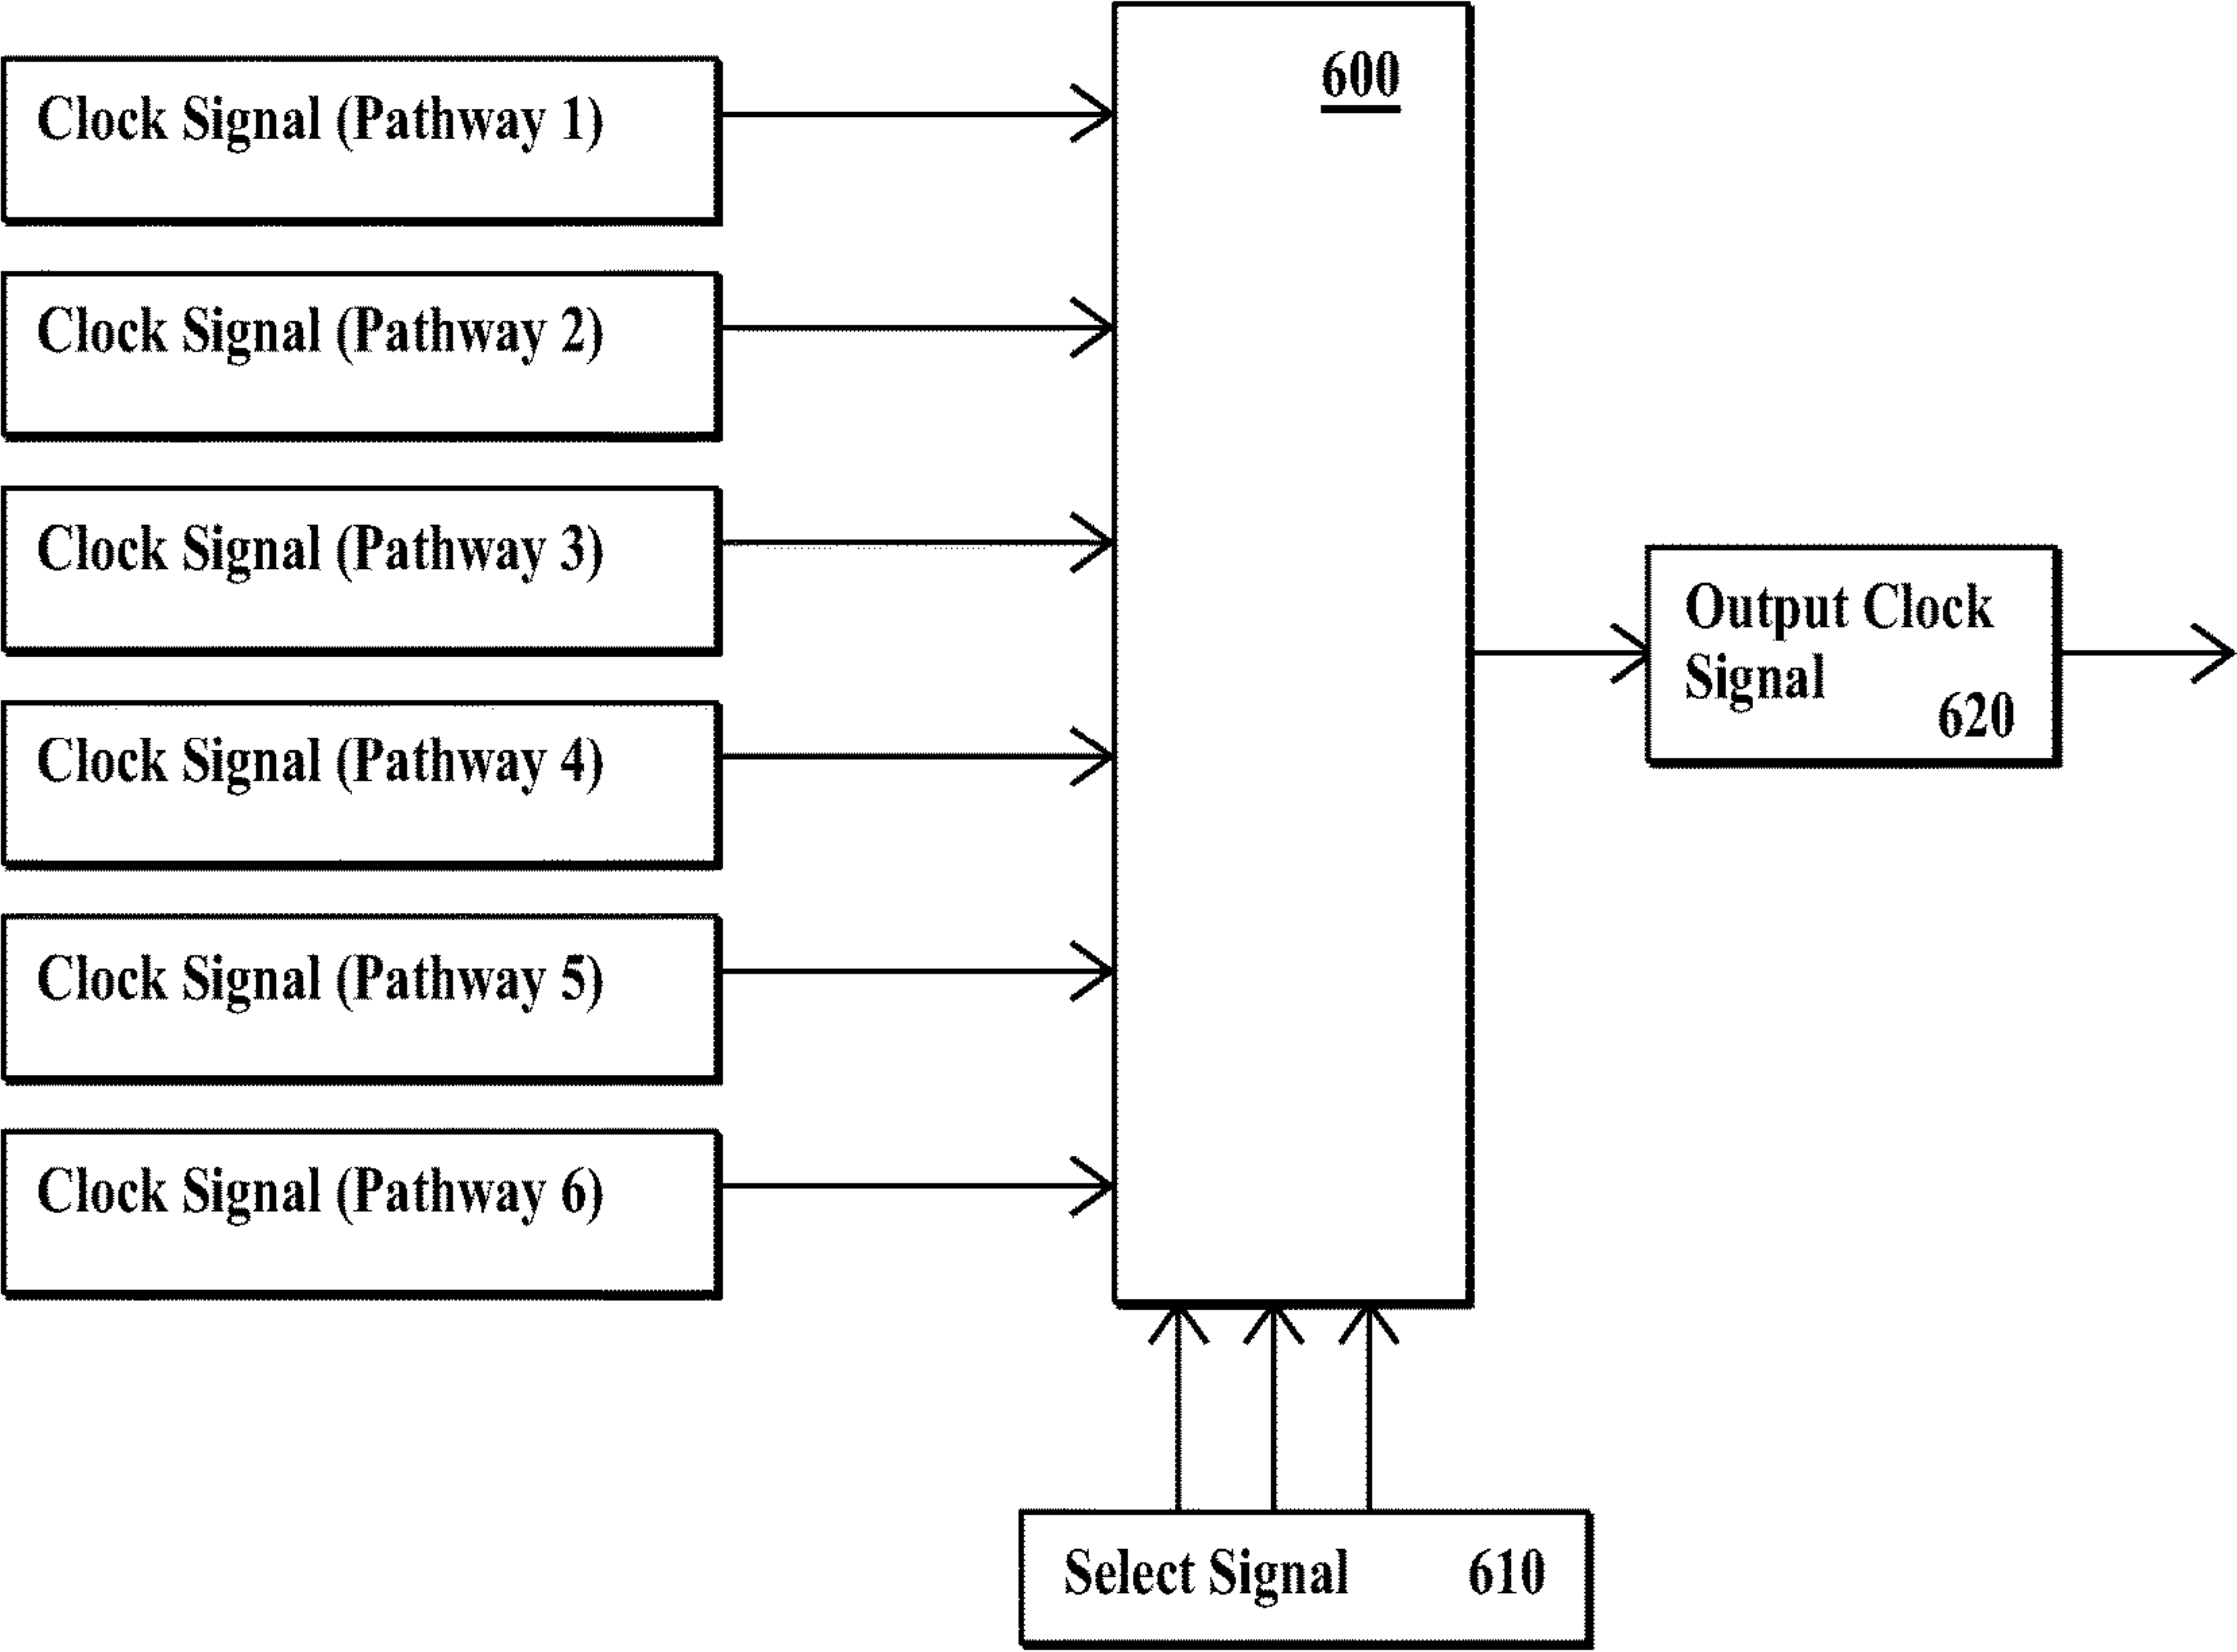 600
Clock Signal (Pathway 1)
Clock Signal (Pathway 2)
Clock Signal (Pathway 3)
Clock Signal (Pathway 4)
Clock Signal (Pathway 5)
Clock Signal (Pathway 6)
Output Clock
Signal
620
Select Signal 610